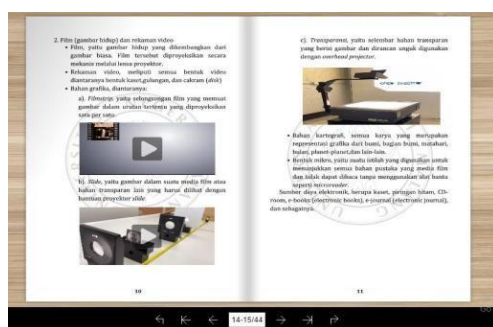 2. Film (gambar hidup) dan rekaman video
• Film, yaitu gambar hidup yang dikembangkan dari
gambar biasa. Film tersebut diproyeksikan secara
mekanis melalui lensa proyektor.
• Rekaman video, meliputi semua bentuk video
diantaranya bentuk kaset,gulungan, dan cakram (disk)
• Bahan grafika, diantaranya:
a). Filmstrip, yaitu selongsongan film yang memuat
gambar dalam urutan tertentu yang diproyeksikan
satu per satu
b). Slide, yaitu gambar dalam suatu media film atau
bahan transparan lain yang harus dilihat dengan
bantuan proyektor slide.
10
c). Transparansi, yaitu selembar bahan transparan
yang berisi gambar dan dirancan unguk digunakan
dengan overhead projector.
• Bahan kartografi, semua karya yang merupakan
representasi grafika dari bumi, bagian bumi, matahari,
bulan, planet-planet,dan lain-lain.
• Bentuk mikro, yaitu suatu istilah yang digunakan untuk
menunjukkan semua bahan pustaka yang media film
dan tidak dapat dibaca tanpa menggunakan alat bantu
seperti microreader.
Sumber daya elektronik, berupa kaset, piringan hitam, CD-
room, e-books (electronic books), e-journal (electronic journal),
dan sebagainya.
11
14-15/44
Go